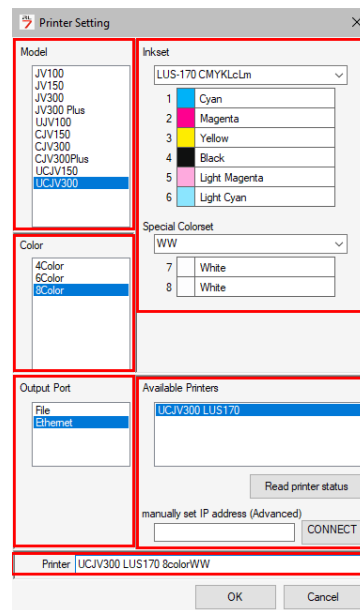 Printer Setting
Model
JV100
JV150
JV300
JV300 Plus
UJV100
CJV150
CJV300
CJV300Plus
UCJV150
UCJV300
Inkset
LUS-170 CMYKLcLm
1 Cyan
2 Magenta
3 Yellow
4 Black
5 Light Magenta
6 Light Cyan
Special Colorset
WW
7 White
8 White
Color
4Color
6Color
8Color
Output Port
File
Ethernet
Available Printers
UCJV300 LUS170
Read printer status
manually set IP address (Advanced)
CONNECT
Printer UCJV300 LUS170 8colorWW
OK Cancel